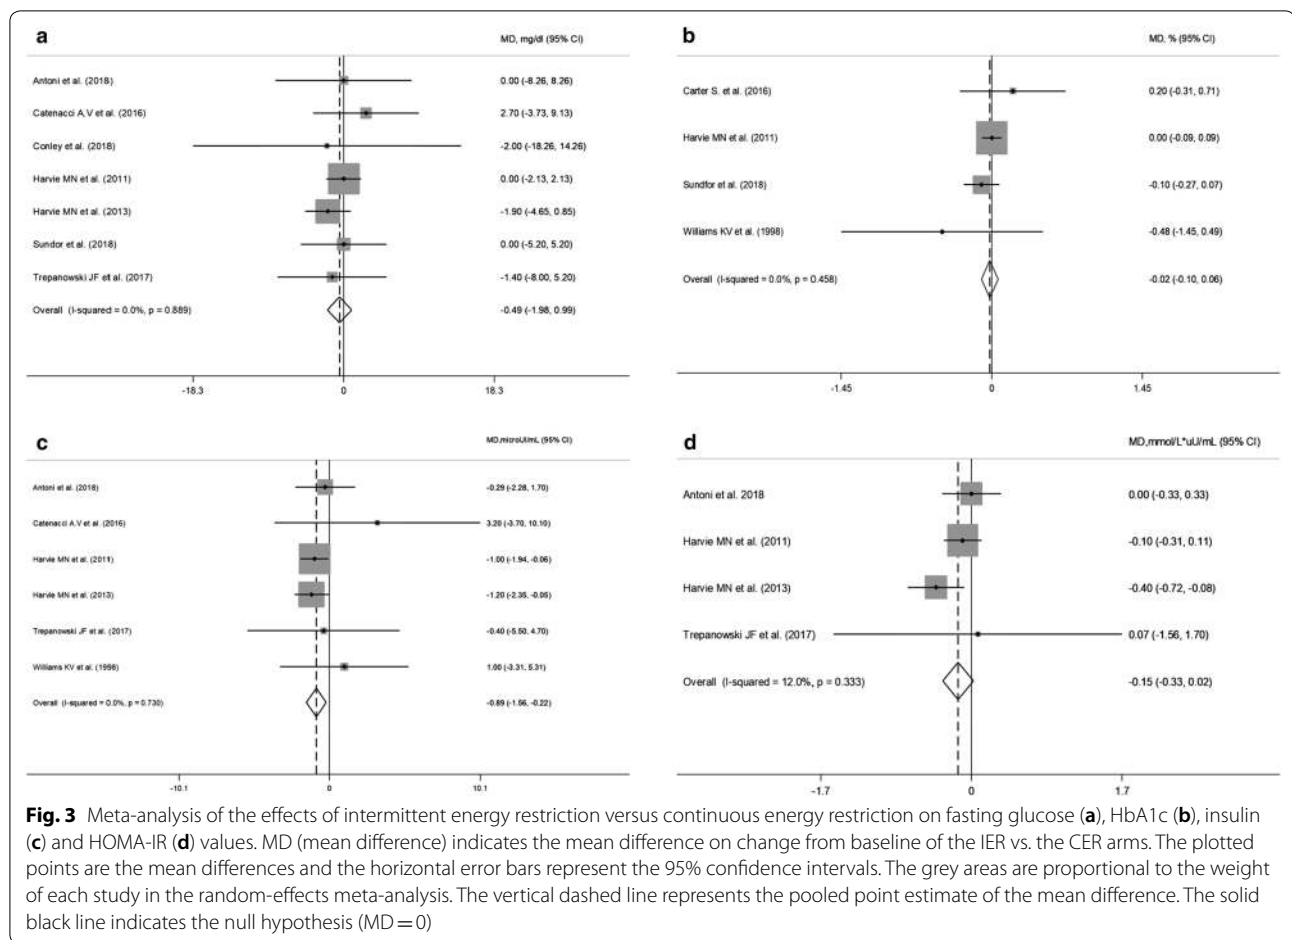 a
MD, mg/dl (95% CI)
Antoni et al. (2018) 0.00 (-8.26, 8.26)
Catenacci A.V et al. (2016) 2.70 (-3.73, 9.13)
Conley et al. (2018) -2.00 (-18.26, 14.26)
Harvie MN et al. (2011) 0.00 (-2.13, 2.13)
Harvie MN et al. (2013) -1.90 (-4.65, 0.85)
Sundor et al. (2018) 0.00 (-5.20, 5.20)
Trepanowski JF et al. (2017) -1.40 (-8.00, 5.20)
Overall (I-squared = 0.0%, p = 0.889) -0.49 (-1.98, 0.99)
-18.3 0 18.3
b
MD, % (95% CI)
Carter S. et al. (2016) 0.20 (-0.31, 0.71)
Harvie MN et al. (2011) 0.00 (-0.09, 0.09)
Sundfor et al. (2018) -0.10 (-0.27, 0.07)
Williams KV et al. (1998) -0.48 (-1.45, 0.49)
Overall (I-squared = 0.0%, p = 0.458) -0.02 (-0.10, 0.06)
-1.45 0 1.45
c
MD,microUI/mL (95% CI)
Antoni et al. (2018) -0.29 (-2.28, 1.70)
Catenacci A.V et al. (2016) 3.20 (-3.70, 10.10)
Harvie MN et al. (2011) -1.00 (-1.94, -0.06)
Harvie MN et al. (2013) -1.20 (-2.35, -0.05)
Trepanowski JF et al. (2017) -0.40 (-5.50, 4.70)
Williams KV et al. (1998) 1.00 (-3.31, 5.31)
Overall (I-squared = 0.0%, p = 0.730) -0.89 (-1.56, -0.22)
-10.1 0 10.1
d
MD,mmol/L*uU/mL (95% CI)
Antoni et al. 2018 0.00 (-0.33, 0.33)
Harvie MN et al. (2011) -0.10 (-0.31, 0.11)
Harvie MN et al. (2013) -0.40 (-0.72, -0.08)
Trepanowski JF et al. (2017) 0.07 (-1.56, 1.70)
Overall (I-squared = 12.0%, p = 0.333) -0.15 (-0.33, 0.02)
-1.7 0 1.7
Fig. 3 Meta-analysis of the effects of intermittent energy restriction versus continuous energy restriction on fasting glucose (a), HbA1c (b), insulin
(c) and HOMA-IR (d) values. MD (mean difference) indicates the mean difference on change from baseline of the IER vs. the CER arms. The plotted
points are the mean differences and the horizontal error bars represent the 95% confidence intervals. The grey areas are proportional to the weight
of each study in the random-effects meta-analysis. The vertical dashed line represents the pooled point estimate of the mean difference. The solid
black line indicates the null hypothesis (MD = 0)